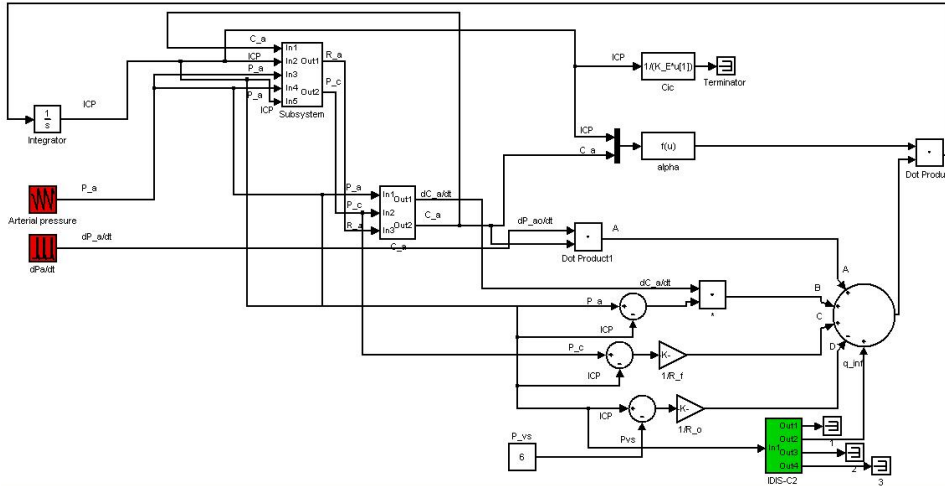 C_a
ICP
P_a
P_a
ICP
In1
In2
In3
In4
In5
Out1
Out2
Subsystem
R_a
P_c
ICP
1
s
Integrator
ICP
1/(K_E*u[1])
Cic
Terminator
ICP
C_a
f(u)
alpha
Dot Produc
P_a
Arterial pressure
dP_a/dt
dPa/dt
P_a
P_c
R_a
C_a
In1
In2
In3
Out1
Out2
dC_a/dt
C_a
dP_ao/dt
Dot Product1
A
A
B
C
D
q_inf
dC_a/dt
P_a
ICP
*
P_c
ICP
-K-
1/R_f
ICP
-K-
1/R_o
Pvs
P_vs
6
In1
Out1
Out2
Out3
Out4
IDIS-C2
1
2
3